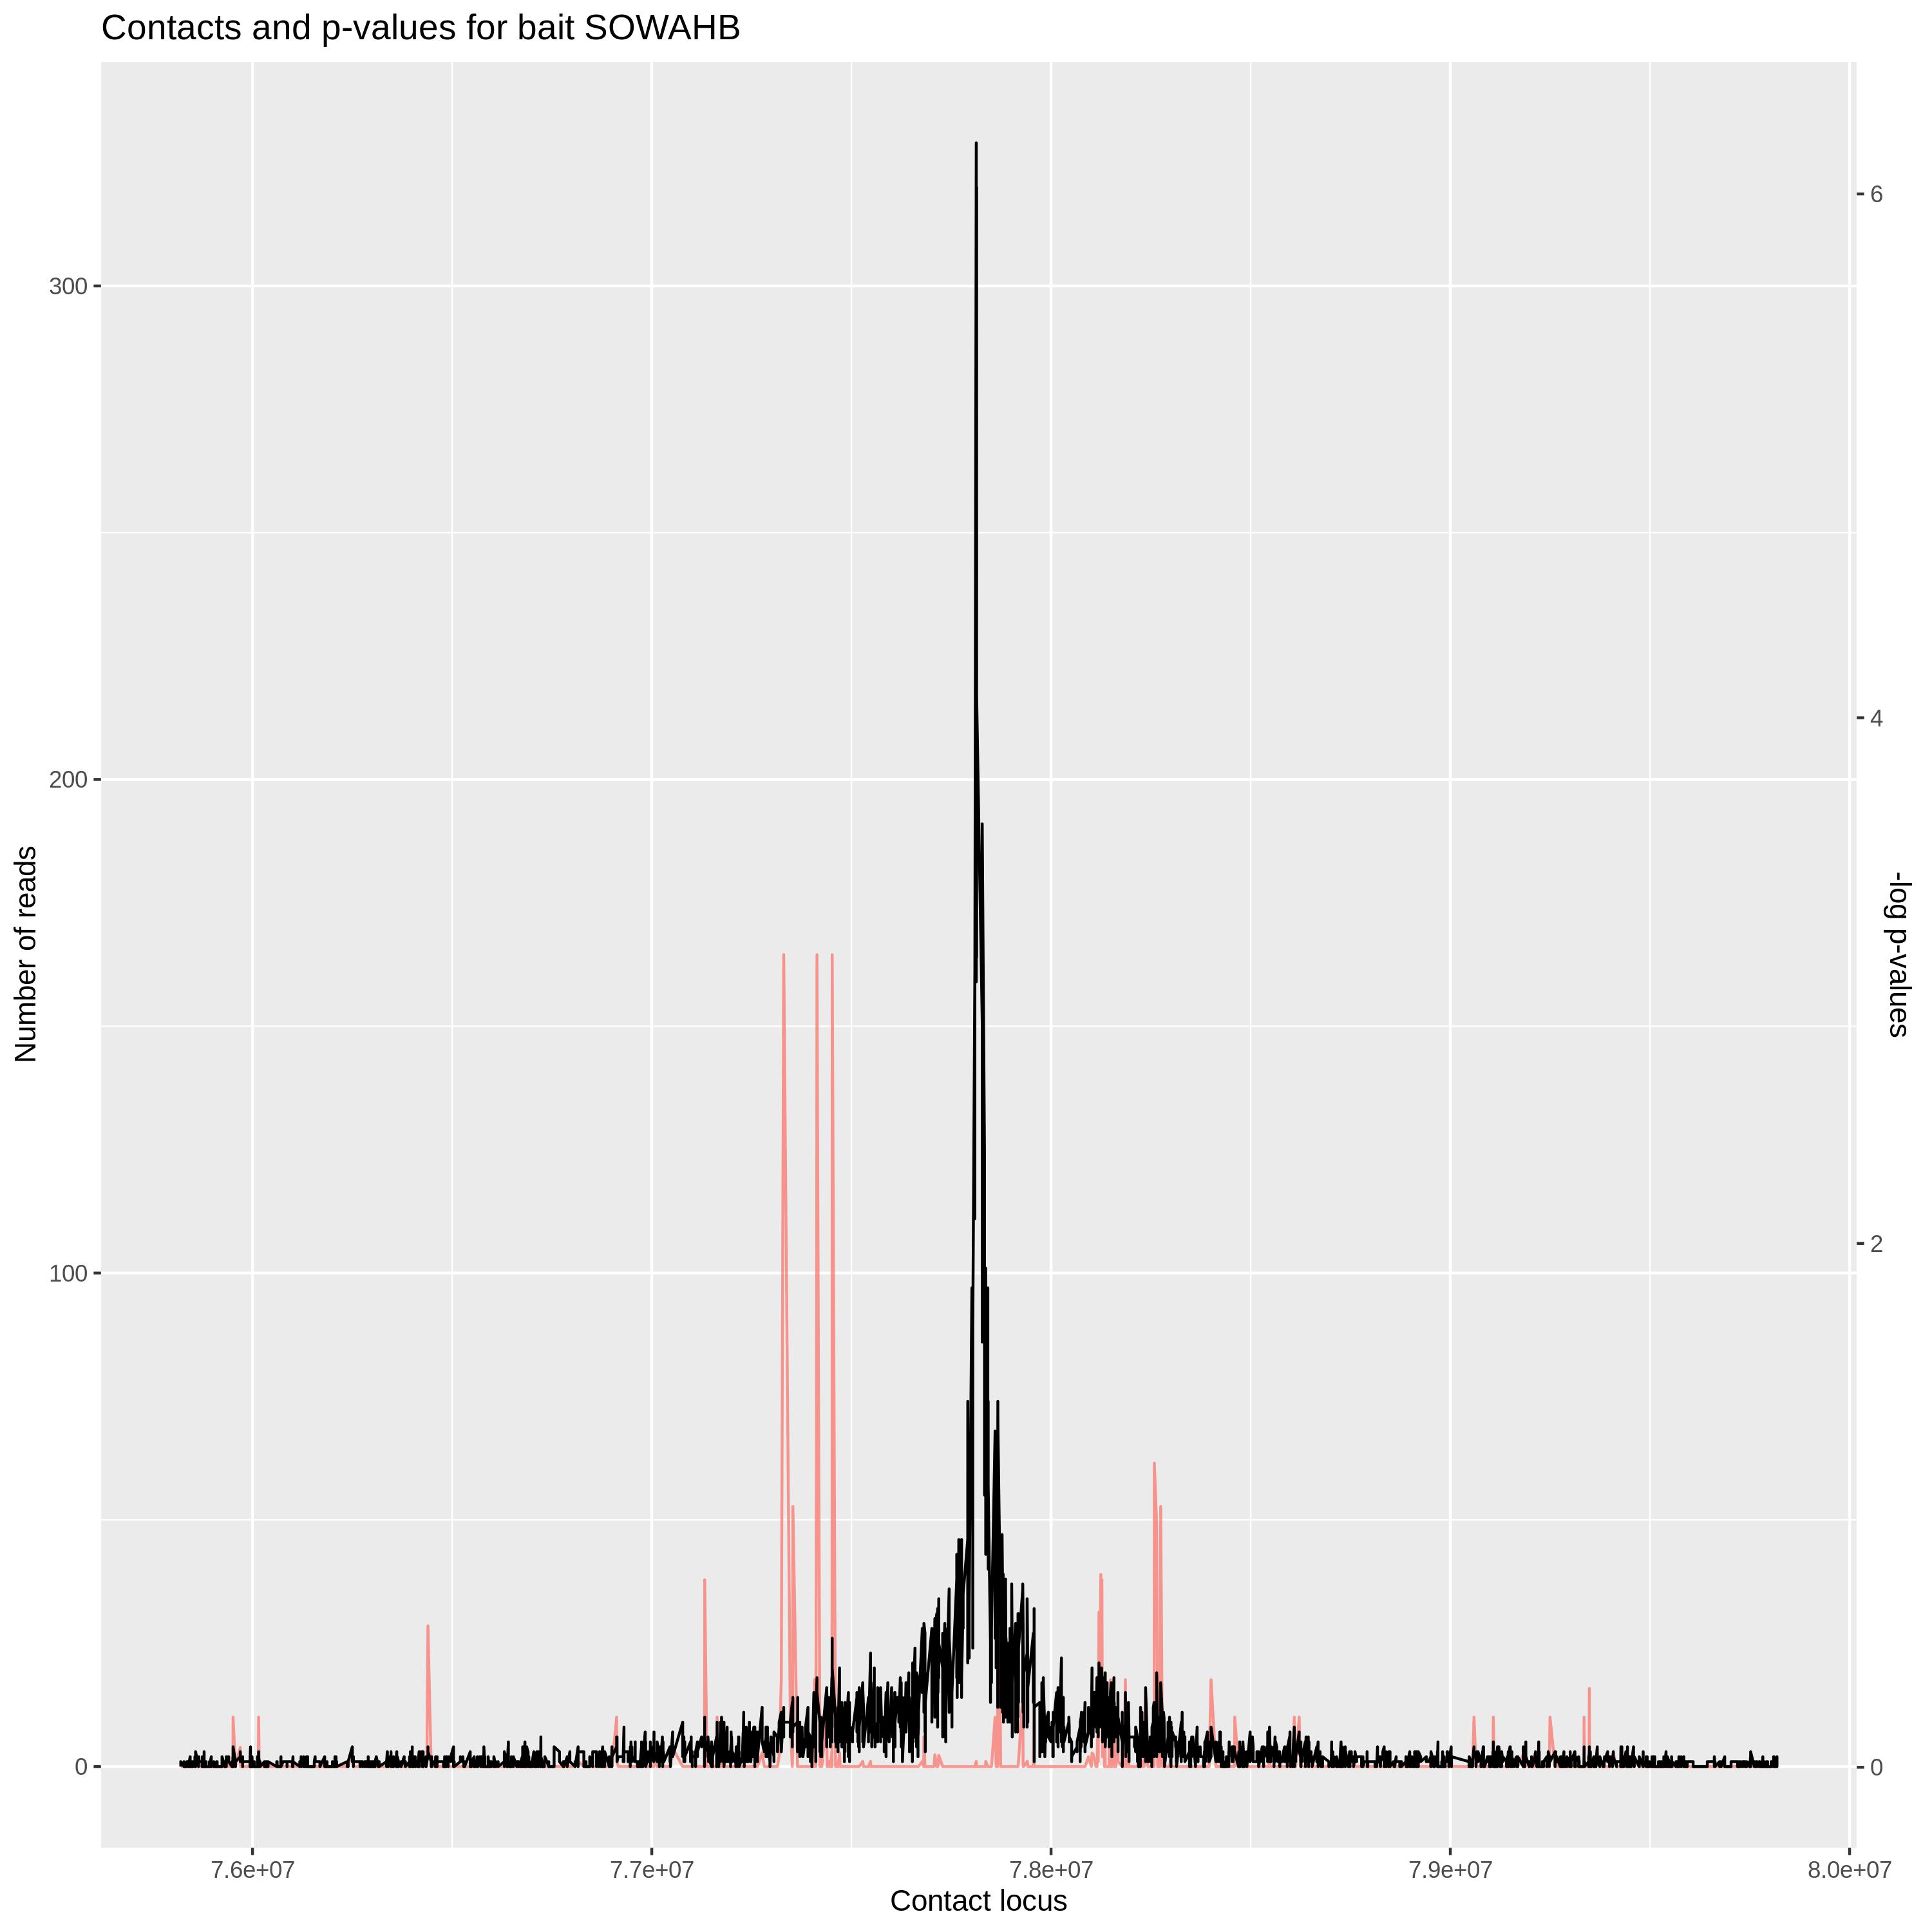 Contacts and p-values for bait SOWAHB
Number of reads
300
200
100
0
6
4
2
0
-log p-values
7.6e+07
7.7e+07
7.8e+07
7.9e+07
8.0e+07
Contact locus